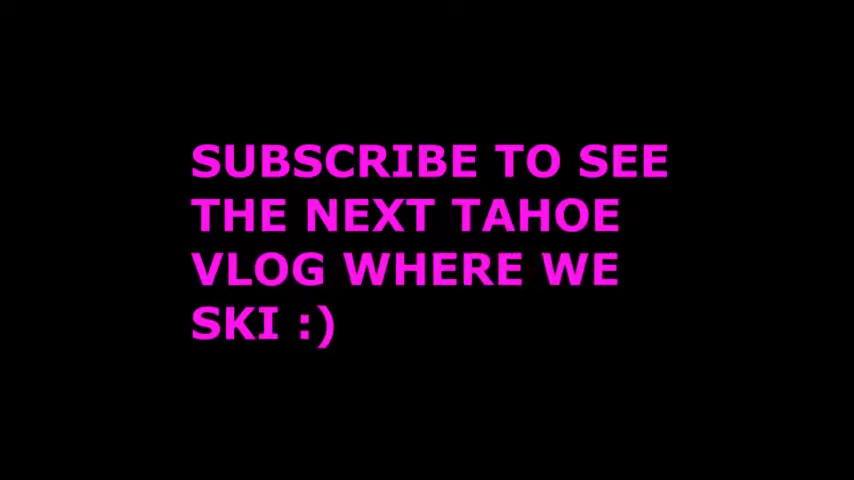 SUBSCRIBE TO SEE
THE NEXT TAHOE
VLOG WHERE WE
SKI :)